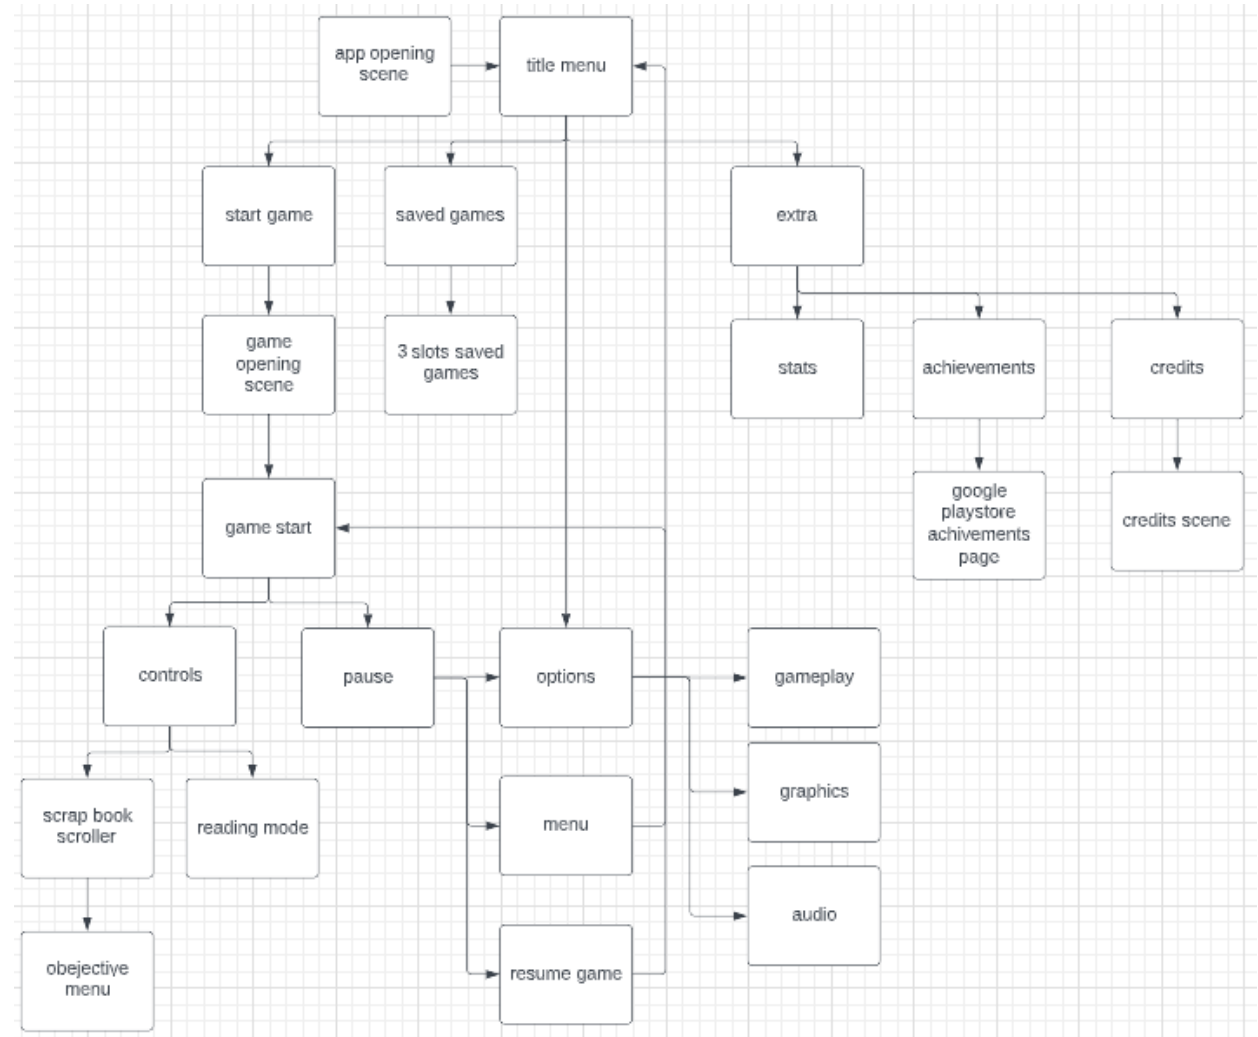 app opening
scene
title menu
start game
saved games
extra
game
opening
scene
3 slots saved
games
stats
achievements
credits
game start
google
playstore
achivements
page
credits scene
controls
pause
options
gameplay
scrap book
scroller
reading mode
menu
graphics
obejective
menu
resume game
audio